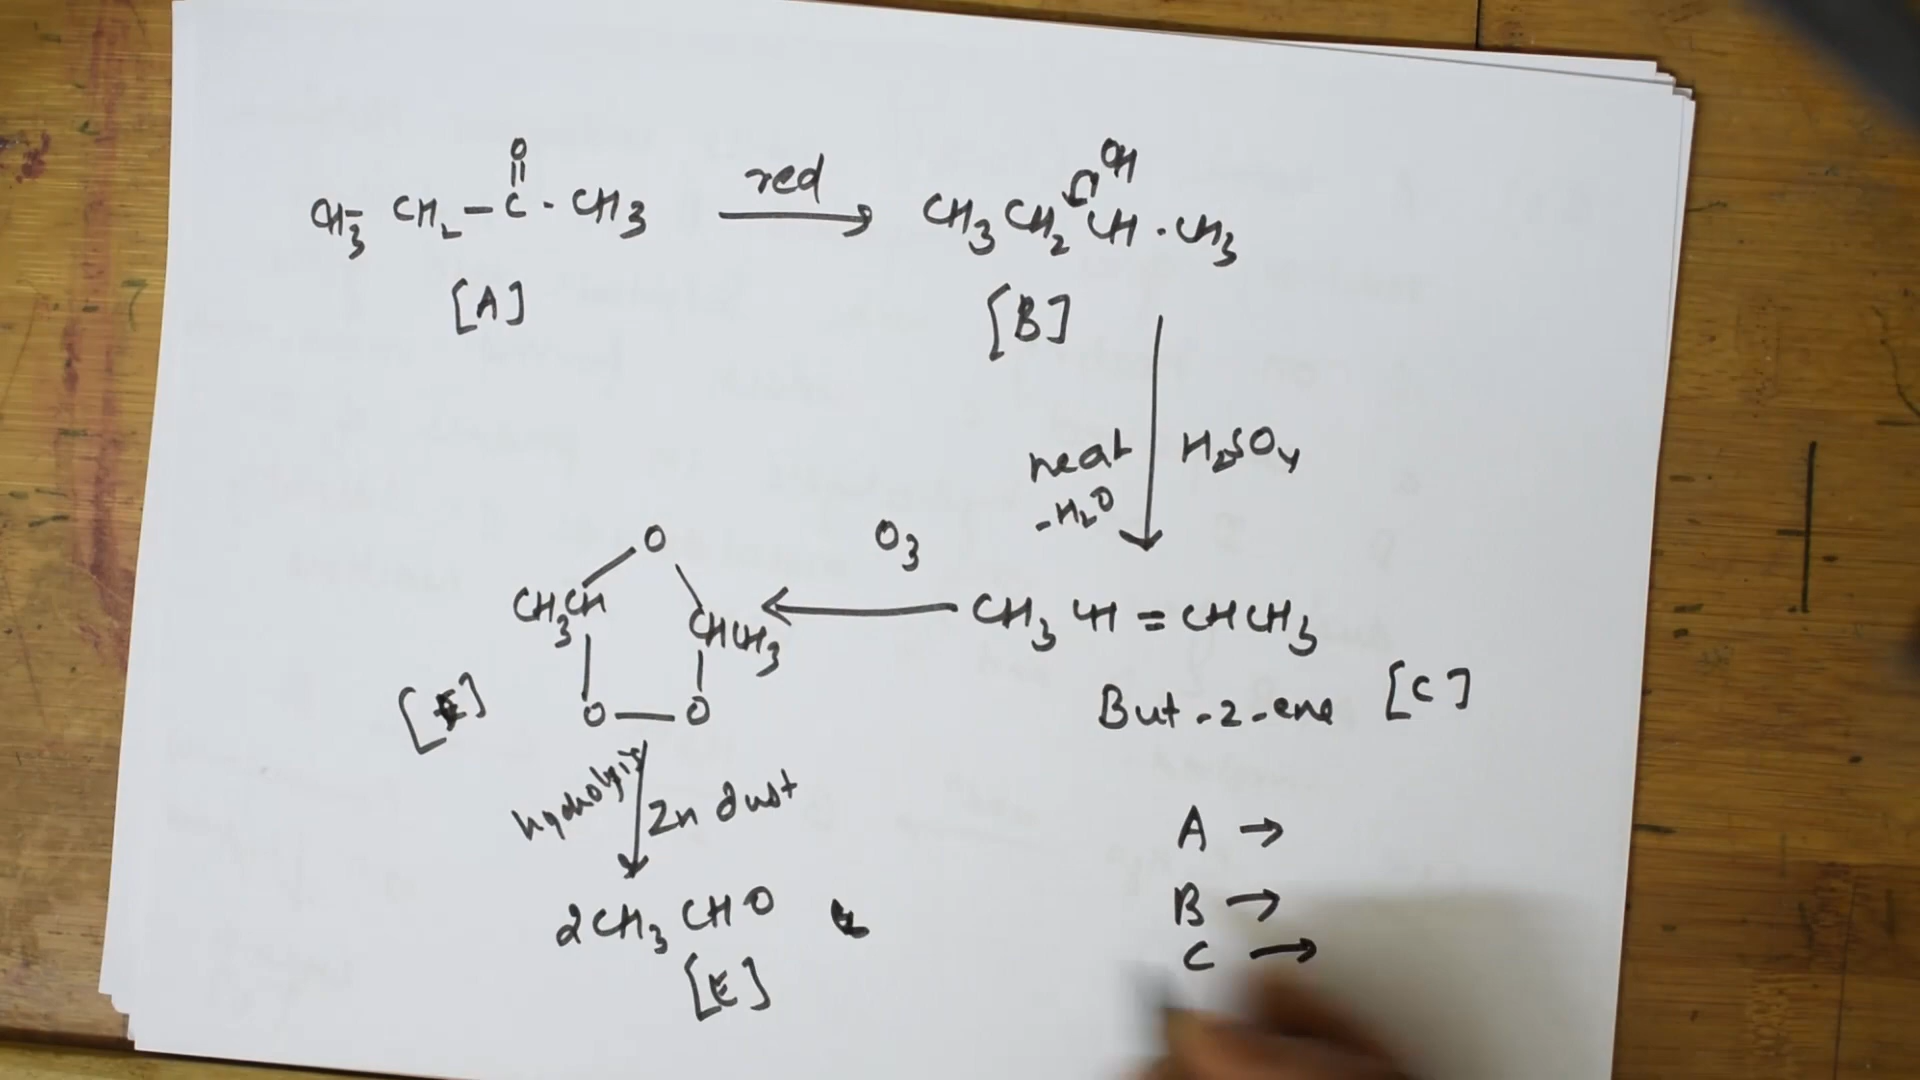 O
CH3 CH2 - C - CH3 red CH3 CH2 CH . CH3
OH
[A] [B]
heat H2SO4
-H2O
O3
O
CH3CH CHCH3
O — O
CH3 CH = CHCH3
But-2-ene [C]
hydrolysis Zn dust
2CH3 CHO
[E]
A →
B →
C →